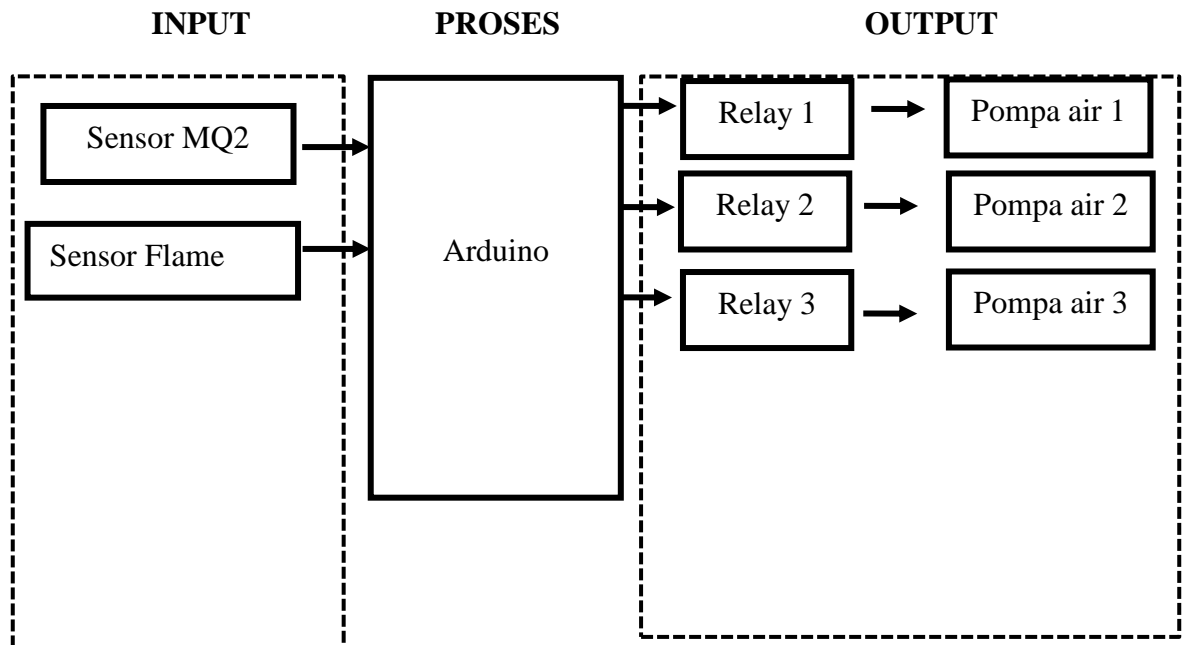 INPUT
PROSES
OUTPUT
Sensor MQ2
Sensor Flame
Arduino
Relay 1
Pompa air 1
Relay 2
Pompa air 2
Relay 3
Pompa air 3